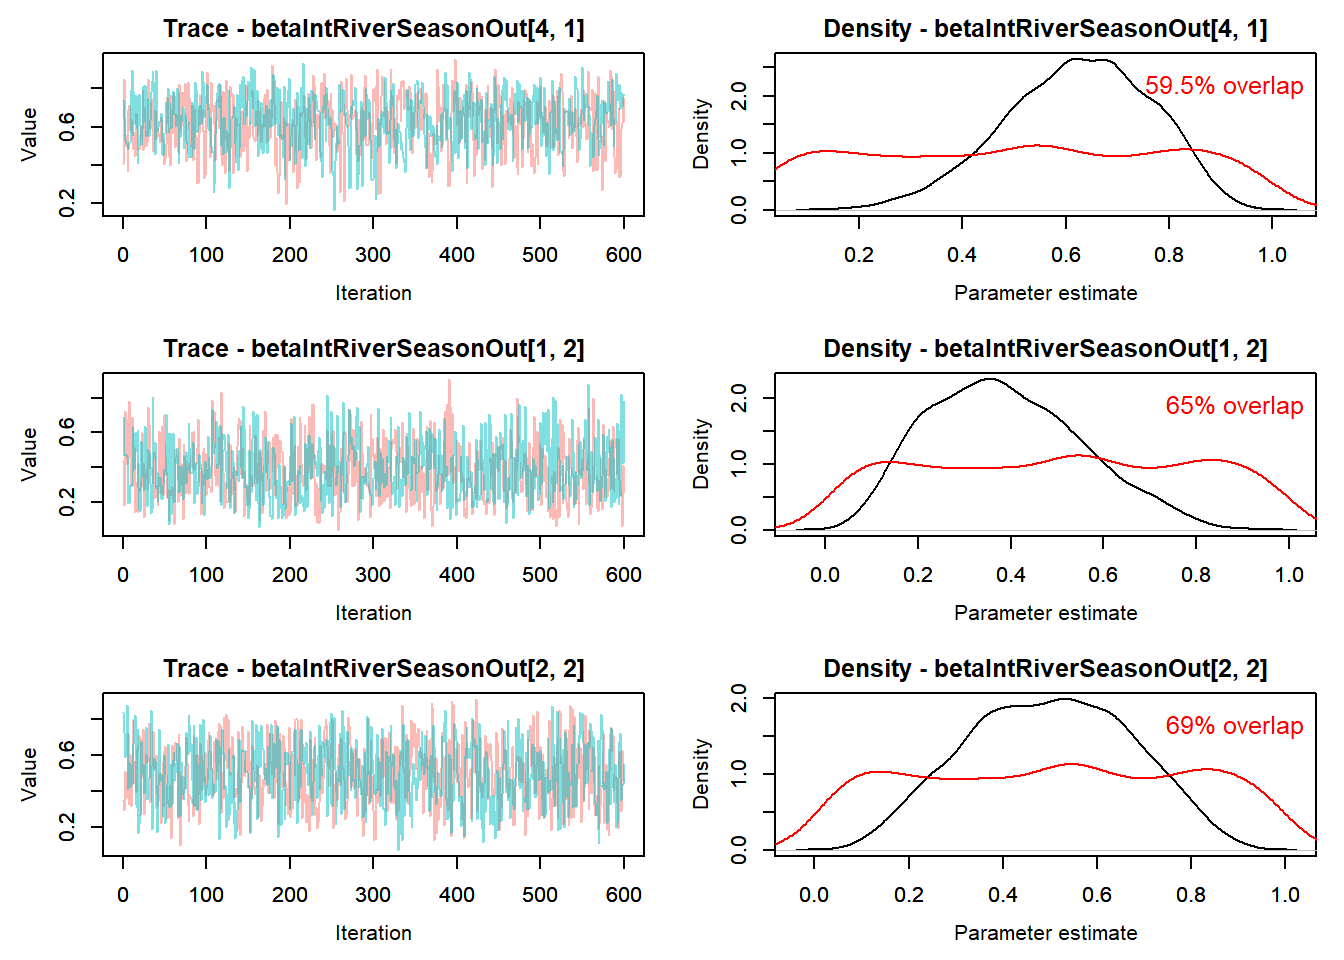 Trace - betaIntRiverSeasonOut[4, 1]
Value
0.2 0.6
0 100 200 300 400 500 600
Iteration
Density - betaIntRiverSeasonOut[4, 1]
59.5% overlap
Density
0.0 1.0 2.0
0.2 0.4 0.6 0.8 1.0
Parameter estimate
Trace - betaIntRiverSeasonOut[1, 2]
Value
0.2 0.6
0 100 200 300 400 500 600
Iteration
Density - betaIntRiverSeasonOut[1, 2]
65% overlap
Density
0.0 1.0 2.0
0.0 0.2 0.4 0.6 0.8 1.0
Parameter estimate
Trace - betaIntRiverSeasonOut[2, 2]
Value
0.2 0.6
0 100 200 300 400 500 600
Iteration
Density - betaIntRiverSeasonOut[2, 2]
69% overlap
Density
0.0 1.0 2.0
0.0 0.2 0.4 0.6 0.8 1.0
Parameter estimate